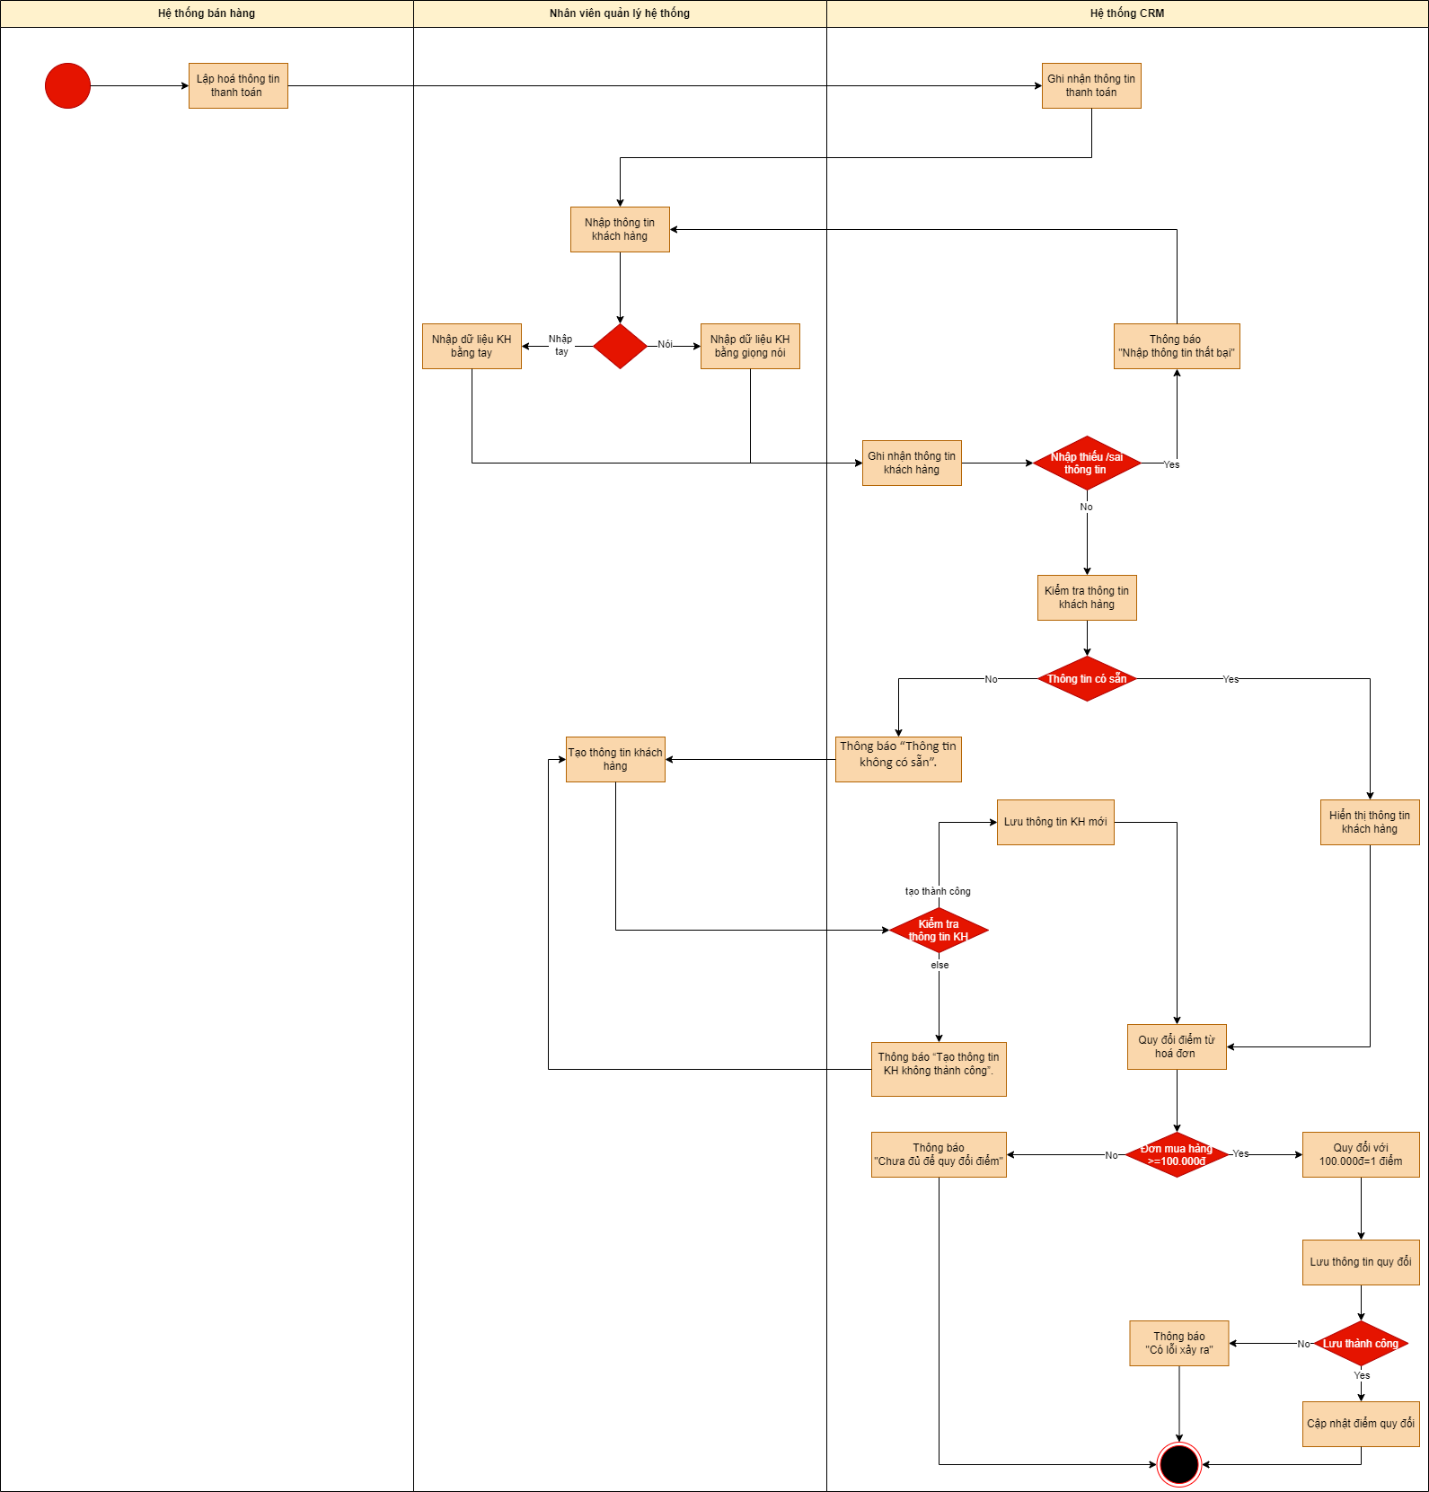 Hệ thống bán hàng
Nhân viên quản lý hệ thống
Hệ thống CRM
Lập hoá thông tin
thanh toán
Ghi nhận thông tin
thanh toán
Nhập thông tin
khách hàng
Nhập dữ liệu KH
bằng tay
Nhập
tay
Nói
Nhập dữ liệu KH
bằng giọng nói
Thông báo
"Nhập thông tin thất bại"
Ghi nhận thông tin
khách hàng
Nhập thiếu /sai
thông tin
Yes
No
Kiểm tra thông tin
khách hàng
No
Thông tin có sẵn
Yes
Tạo thông tin khách
hàng
Thông báo “Thông tin
không có sẵn”.
Lưu thông tin KH mới
Hiển thị thông tin
khách hàng
tạo thành công
Kiểm tra
thông tin KH
else
Thông báo “Tạo thông tin
KH không thành công”.
Quy đổi điểm từ
hoá đơn
Thông báo
"Chưa đủ để quy đổi điểm"
No
Đơn mua hàng
>=100.000đ
Yes
Quy đổi với
100.000đ=1 điểm
Lưu thông tin quy đổi
Thông báo
"Có lỗi xảy ra"
No
Lưu thành công
Yes
Cập nhật điểm quy đổi